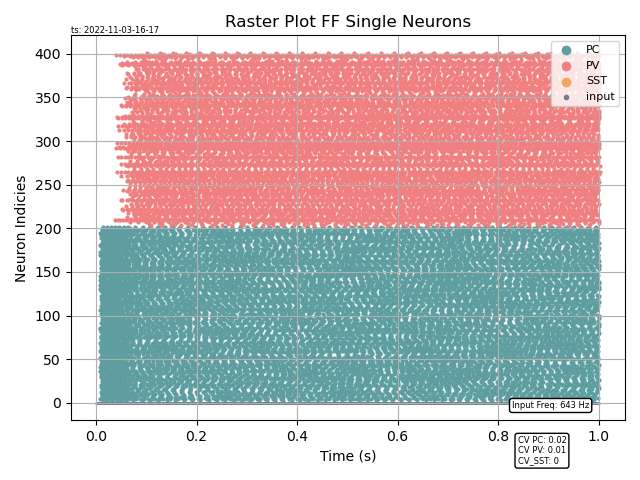 Raster Plot FF Single Neurons
ts: 2022-11-03-16-17
PC
PV
SST
input
Neuron Indicies
400
350
300
250
200
150
100
50
0
Input Freq: 643 Hz
0.0 0.2 0.4 0.6 0.8 1.0
Time (s)
CV PC: 0.02
CV PV: 0.01
CV_SST: 0